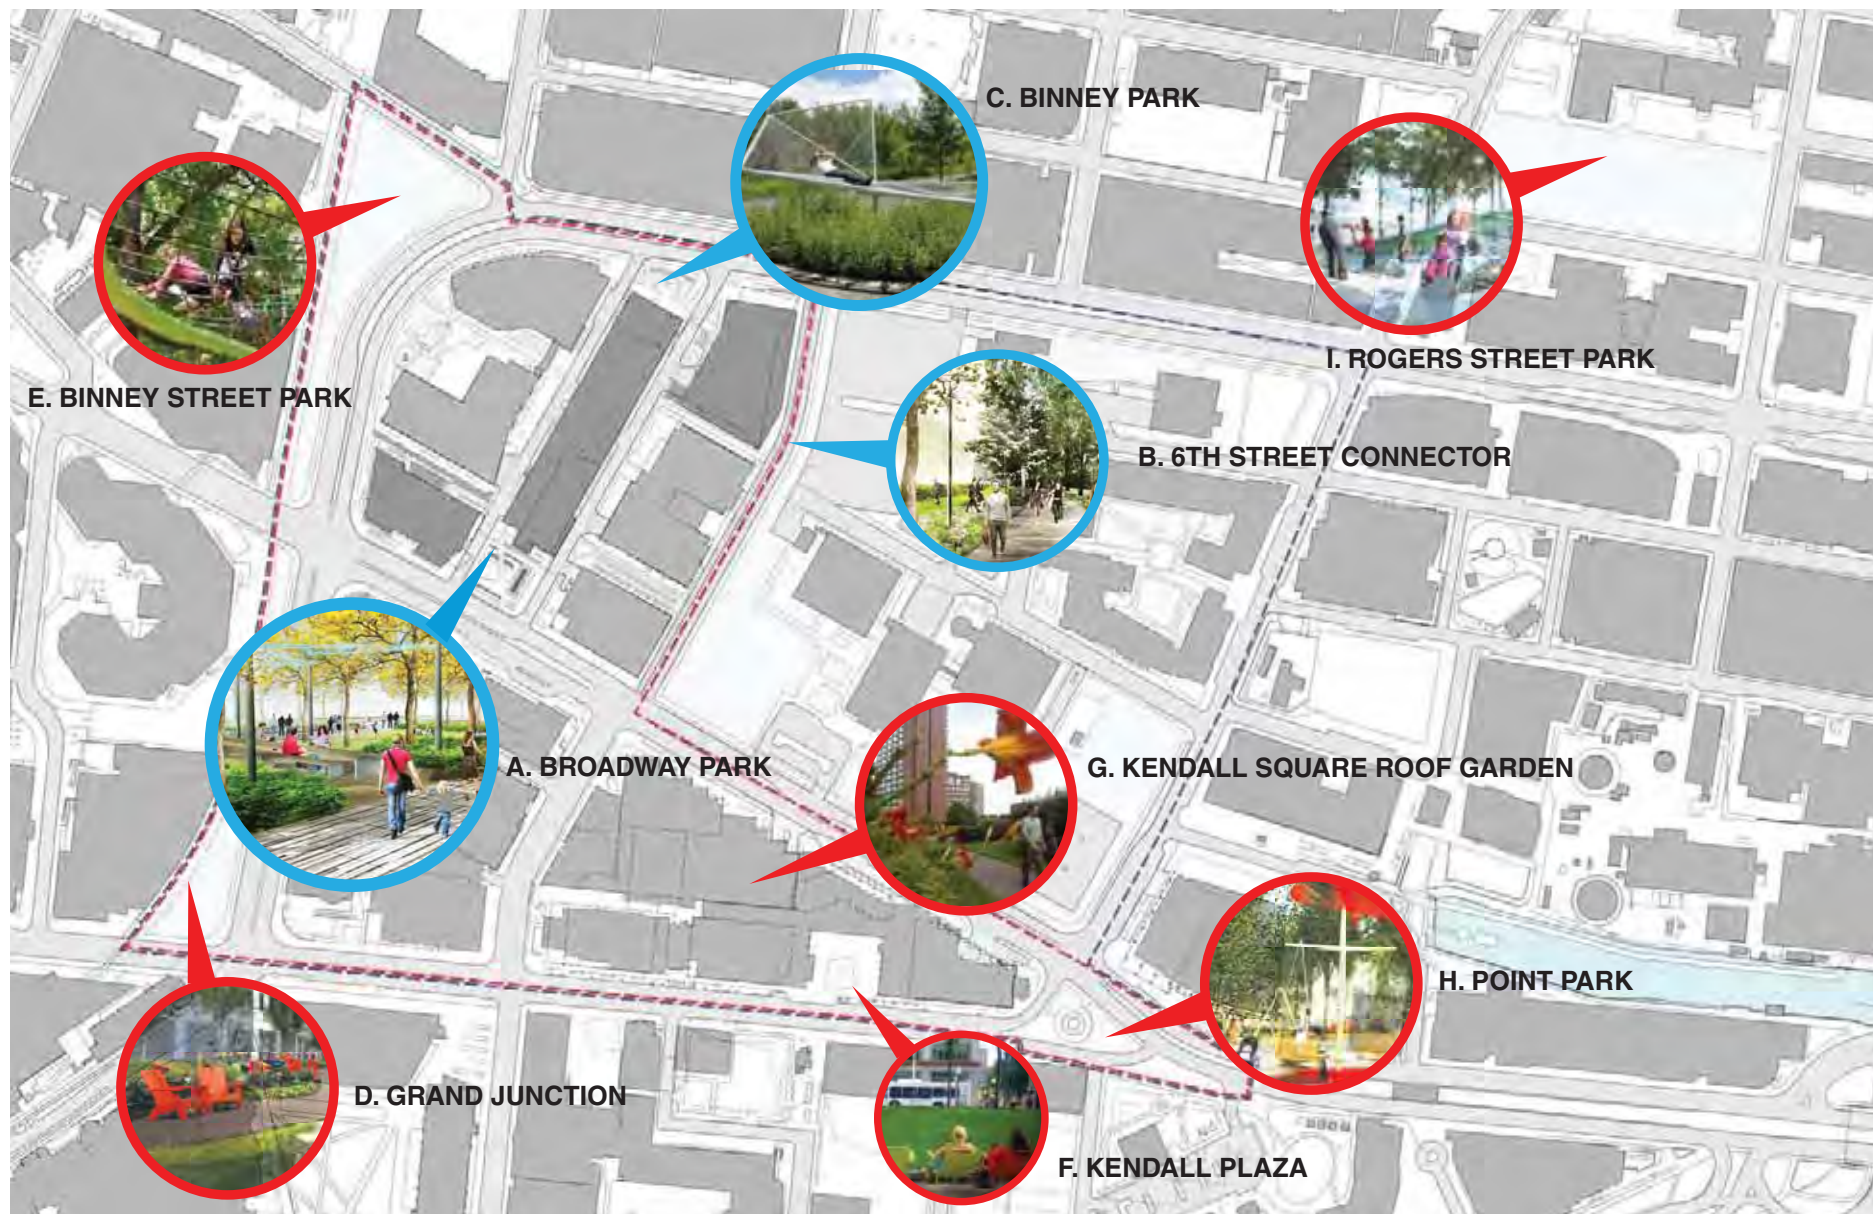 C. BINNEY PARK
I. ROGERS STREET PARK
E. BINNEY STREET PARK
B. 6TH STREET CONNECTOR
A. BROADWAY PARK
G. KENDALL SQUARE ROOF GARDEN
H. POINT PARK
D. GRAND JUNCTION
F. KENDALL PLAZA